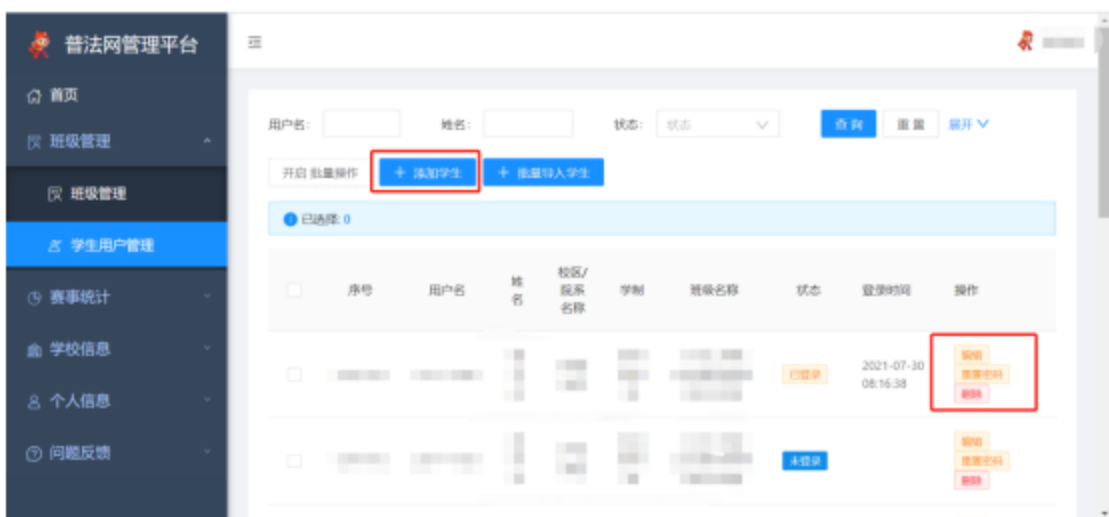 普法网管理平台
首页
班级管理
班级管理
学生用户管理
赛事统计
学校信息
个人信息
问题反馈
用户名:
姓名:
状态:
状态
查询
重置
展开
开启 批量操作
+ 添加学生
+ 批量导入学生
已选择: 0
序号
用户名
姓名
校区/
院系
名称
学制
班级名称
状态
登录时间
操作
已登录
2021-07-30
08:16:38
编辑
重置密码
删除
未登录
编辑
重置密码
删除